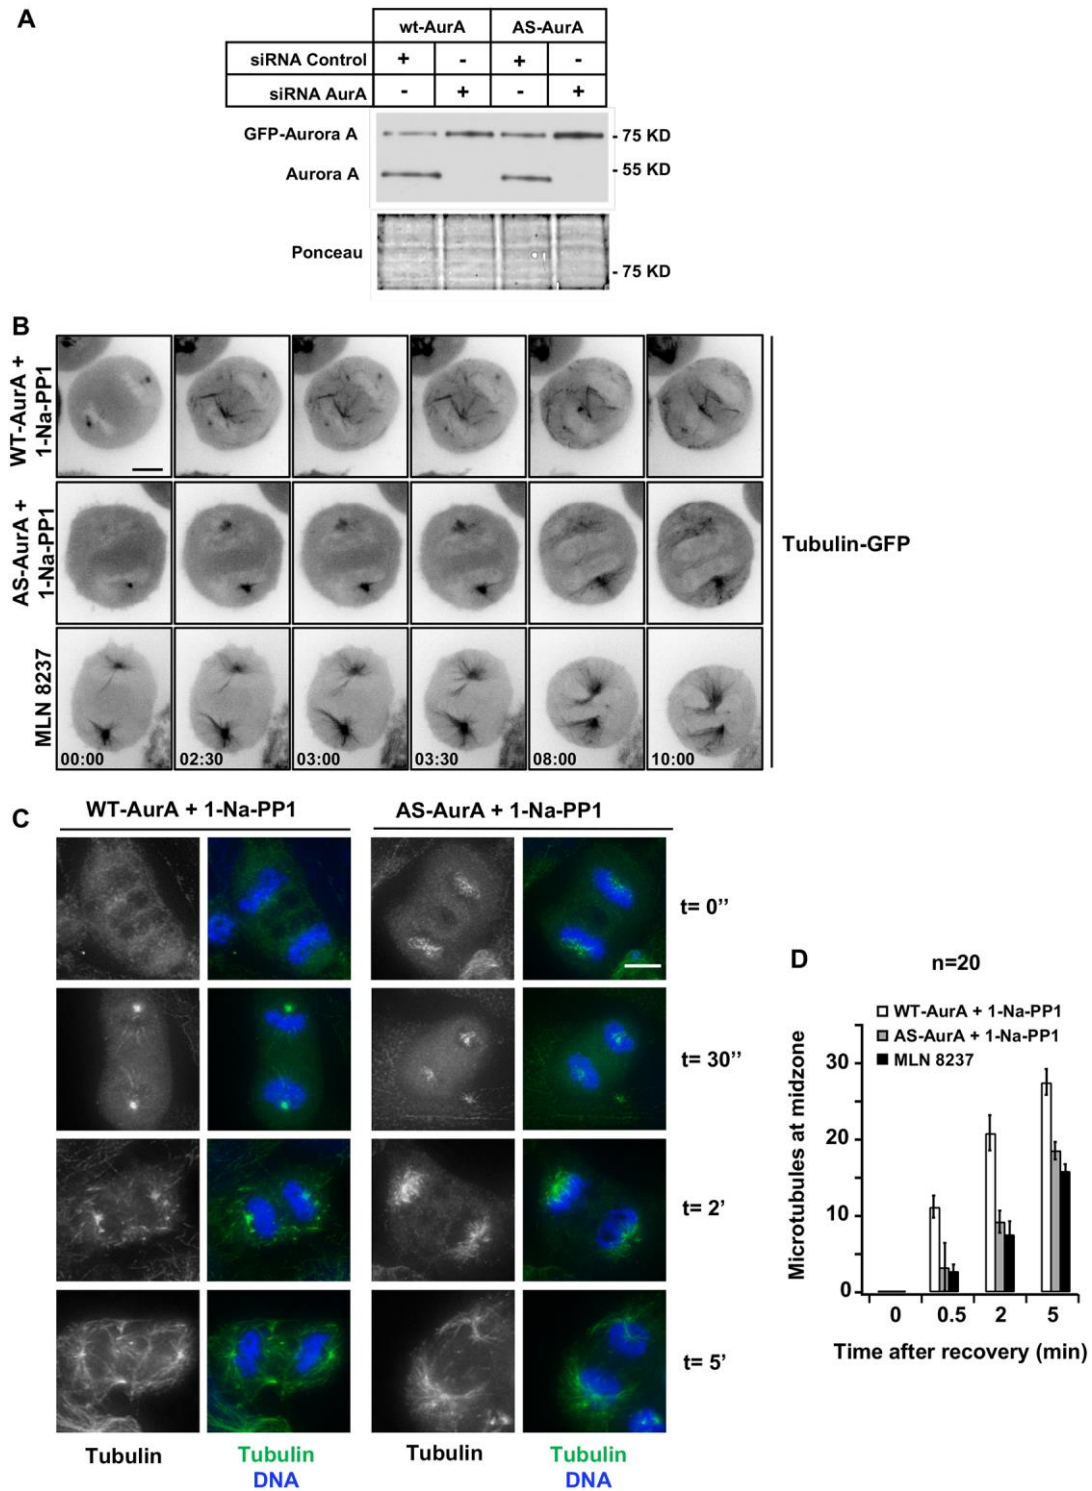 A
wt-AurA AS-AurA
siRNA Control + - + -
siRNA AurA - + - +
GFP-Aurora A - 75 KD
Aurora A - 55 KD
Ponceau - 75 KD
B
WT-AurA +
1-Na-PP1
AS-AurA +
1-Na-PP1
MLN 8237
00:00 02:30 03:00 03:30 08:00 10:00
Tubulin-GFP
C
WT-AurA + 1-Na-PP1 AS-AurA + 1-Na-PP1
t= 0’’
t= 30’’
t= 2’
t= 5’
Tubulin Tubulin Tubulin Tubulin
DNA DNA
D
n=20
WT-AurA + 1-Na-PP1
AS-AurA + 1-Na-PP1
MLN 8237
Microtubules at midzone
30
20
10
0
0 0.5 2 5
Time after recovery (min)